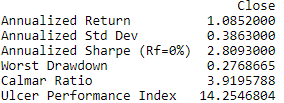 Close
Annualized Return 1.0852000
Annualized Std Dev 0.3863000
Annualized Sharpe (Rf=0%) 2.8093000
Worst Drawdown 0.2768665
Calmar Ratio 3.9195788
Ulcer Performance Index 14.2546804